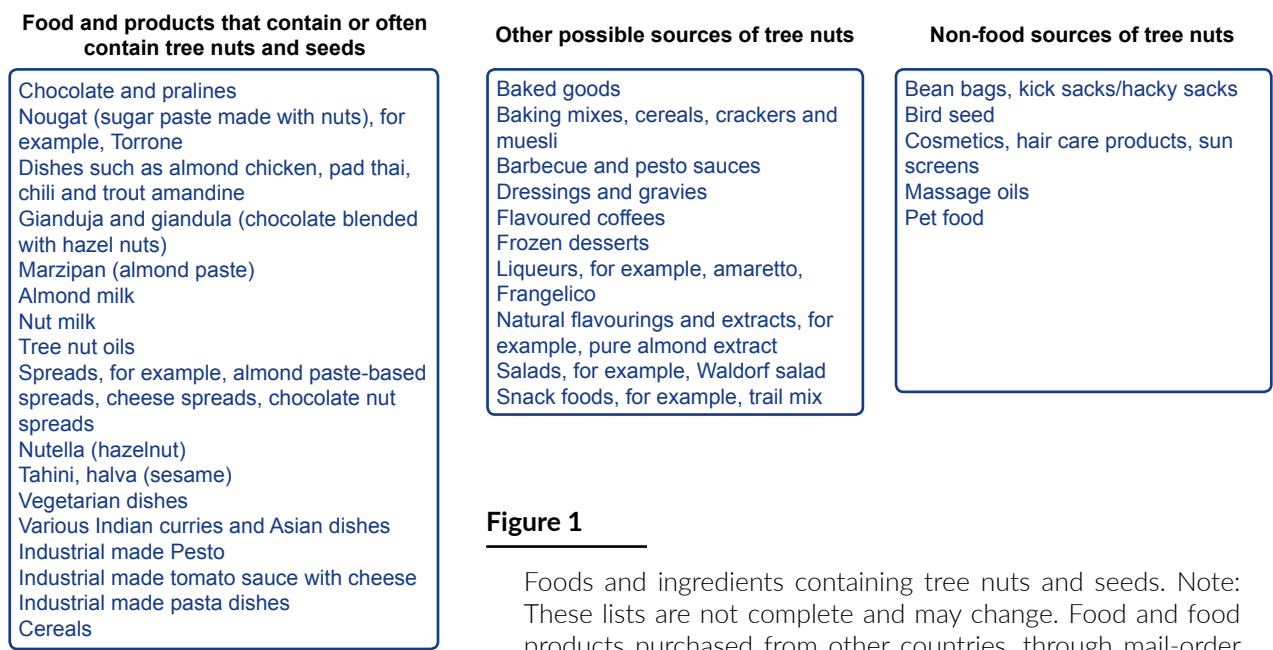 Food and products that contain or often
contain tree nuts and seeds
Chocolate and pralines
Nougat (sugar paste made with nuts), for
example, Torrone
Dishes such as almond chicken, pad thai,
chili and trout amandine
Gianduja and giandula (chocolate blended
with hazel nuts)
Marzipan (almond paste)
Almond milk
Nut milk
Tree nut oils
Spreads, for example, almond paste-based
spreads, cheese spreads, chocolate nut
spreads
Nutella (hazelnut)
Tahini, halva (sesame)
Vegetarian dishes
Various Indian curries and Asian dishes
Industrial made Pesto
Industrial made tomato sauce with cheese
Industrial made pasta dishes
Cereals
Other possible sources of tree nuts
Baked goods
Baking mixes, cereals, crackers and
muesli
Barbecue and pesto sauces
Dressings and gravies
Flavoured coffees
Frozen desserts
Liqueurs, for example, amaretto,
Frangelico
Natural flavourings and extracts, for
example, pure almond extract
Salads, for example, Waldorf salad
Snack foods, for example, trail mix
Non-food sources of tree nuts
Bean bags, kick sacks/hacky sacks
Bird seed
Cosmetics, hair care products, sun
screens
Massage oils
Pet food
Figure 1
Foods and ingredients containing tree nuts and seeds. Note:
These lists are not complete and may change. Food and food
products purchased from other countries, through mail-order